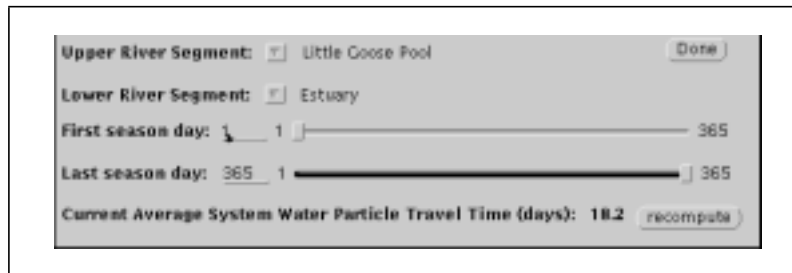 Upper River Segment: Little Goose Pool Done
Lower River Segment: Estuary
First season day: 1 1 365
Last season day: 365 1 365
Current Average System Water Particle Travel Time (days): 18.2 recompute